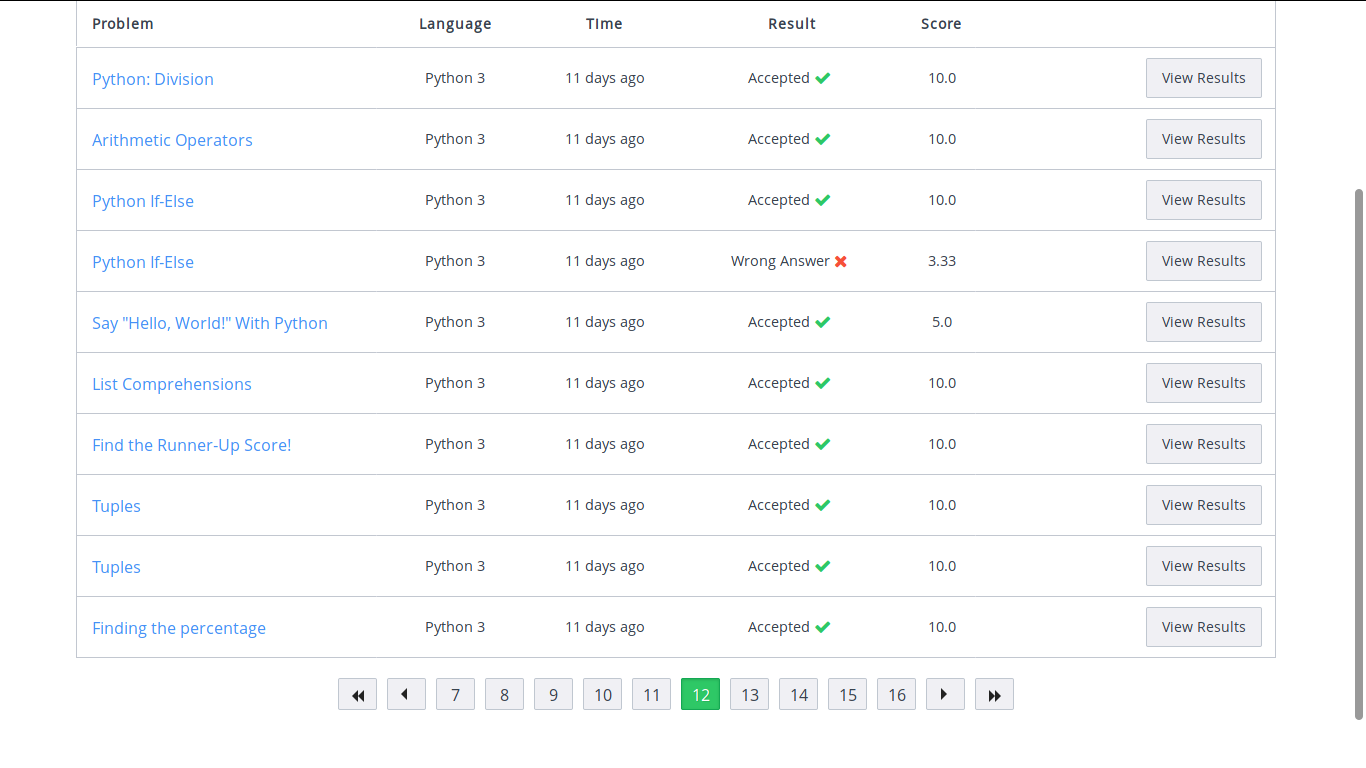 Problem Language TIme Result Score
Python: Division Python 3 11 days ago Accepted 10.0 View Results
Arithmetic Operators Python 3 11 days ago Accepted 10.0 View Results
Python If-Else Python 3 11 days ago Accepted 10.0 View Results
Python If-Else Python 3 11 days ago Wrong Answer 3.33 View Results
Say "Hello, World!" With Python Python 3 11 days ago Accepted 5.0 View Results
List Comprehensions Python 3 11 days ago Accepted 10.0 View Results
Find the Runner-Up Score! Python 3 11 days ago Accepted 10.0 View Results
Tuples Python 3 11 days ago Accepted 10.0 View Results
Tuples Python 3 11 days ago Accepted 10.0 View Results
Finding the percentage Python 3 11 days ago Accepted 10.0 View Results
7 8 9 10 11 12 13 14 15 16